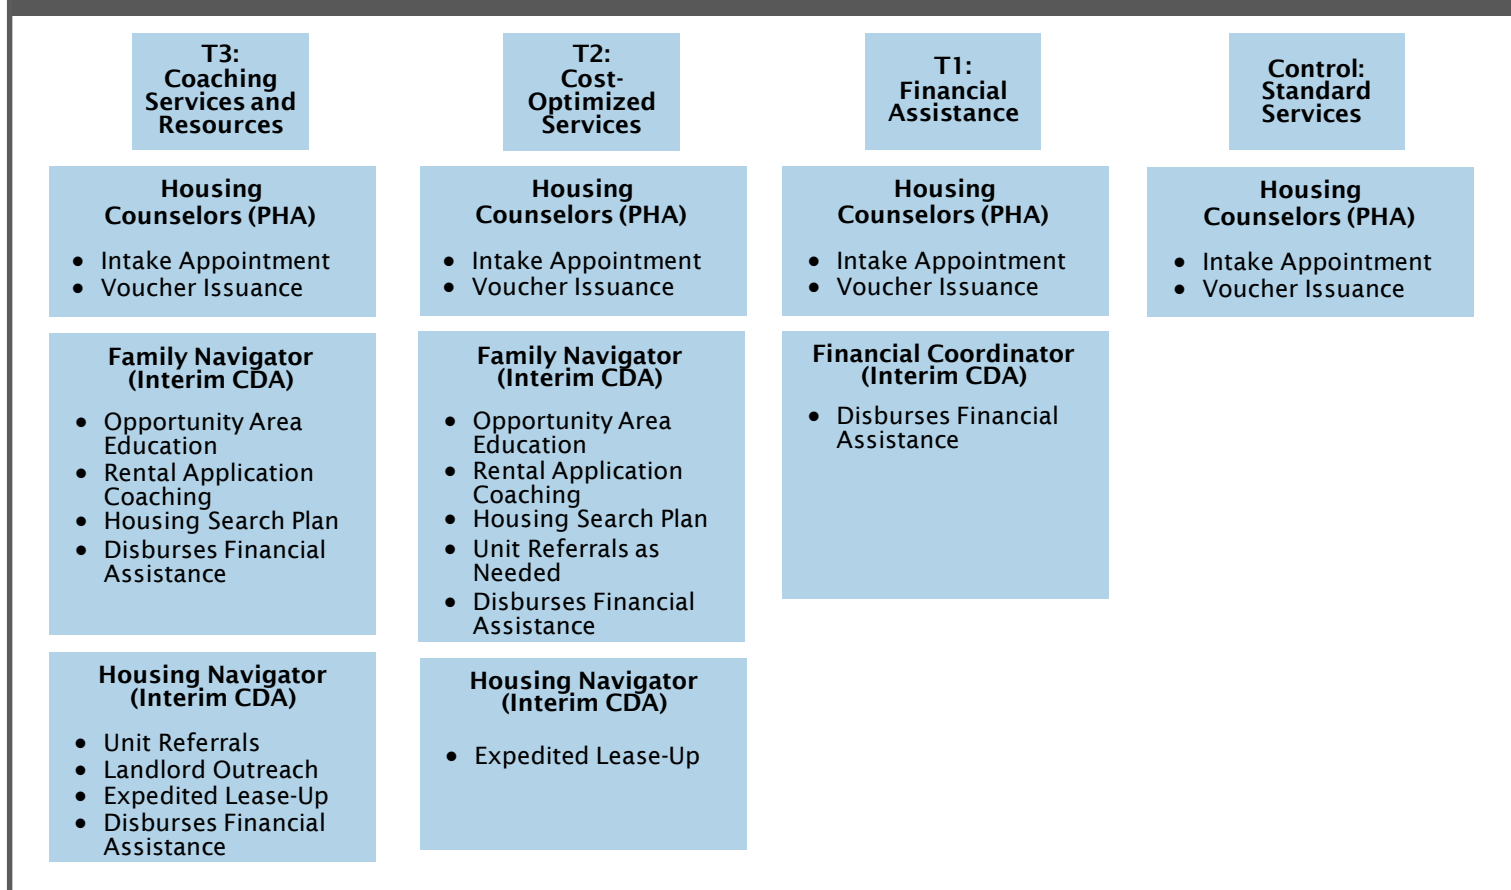 T3:
Coaching
Services and
Resources
Housing
Counselors (PHA)
• Intake Appointment
• Voucher Issuance
Family Navigator
(Interim CDA)
• Opportunity Area
Education
• Rental Application
Coaching
• Housing Search Plan
• Disburses Financial
Assistance
Housing Navigator
(Interim CDA)
• Unit Referrals
• Landlord Outreach
• Expedited Lease-Up
• Disburses Financial
Assistance
T2:
Cost-
Optimized
Services
Housing
Counselors (PHA)
• Intake Appointment
• Voucher Issuance
Family Navigator
(Interim CDA)
• Opportunity Area
Education
• Rental Application
Coaching
• Housing Search Plan
• Unit Referrals as
Needed
• Disburses Financial
Assistance
Housing Navigator
(Interim CDA)
• Expedited Lease-Up
T1:
Financial
Assistance
Housing
Counselors (PHA)
• Intake Appointment
• Voucher Issuance
Financial Coordinator
(Interim CDA)
• Disburses Financial
Assistance
Control:
Standard
Services
Housing
Counselors (PHA)
• Intake Appointment
• Voucher Issuance